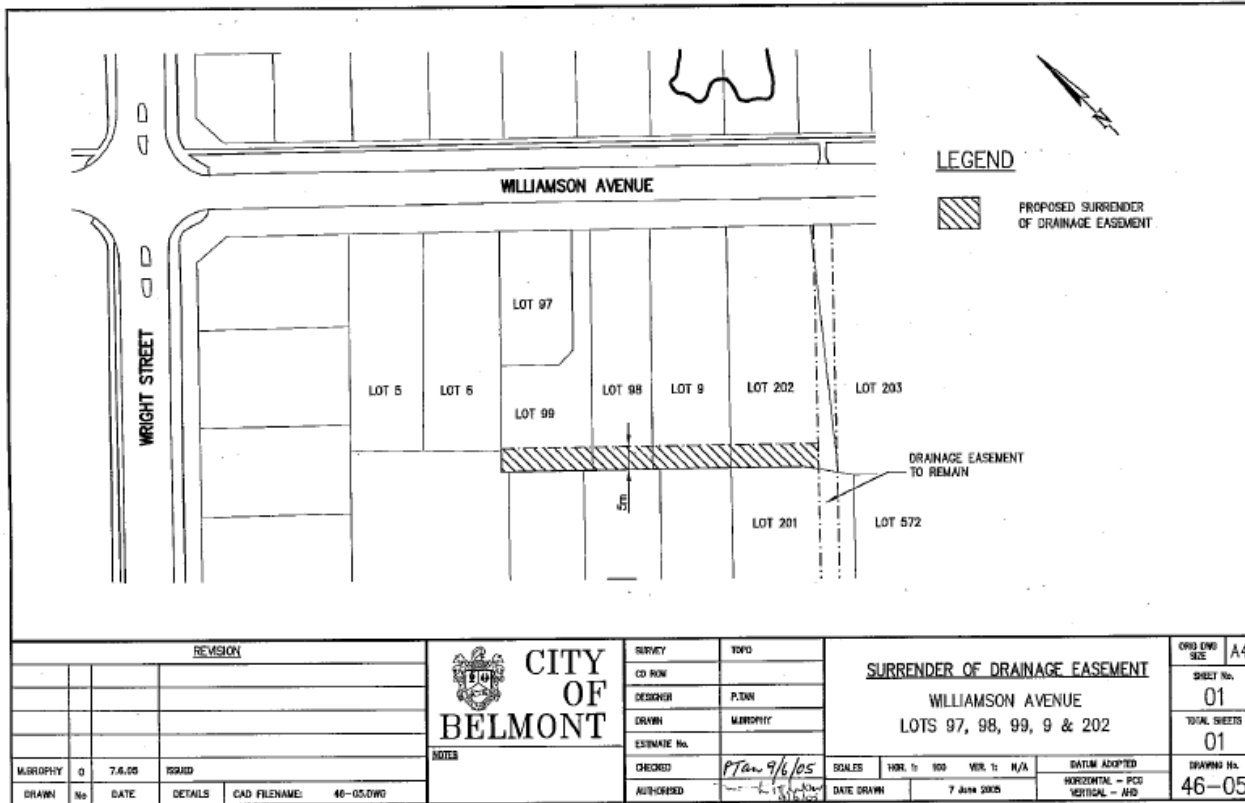 WILLIAMSON AVENUE
WRIGHT STREET
N
LEGEND
PROPOSED SURRENDER
OF DRAINAGE EASEMENT
LOT 97
LOT 5
LOT 6
LOT 99
LOT 98
LOT 9
LOT 202
LOT 203
5m
DRAINAGE EASEMENT
TO REMAIN
LOT 201
LOT 572
REVISION
M.BROPHY 0 7.6.05 ISSUED
DRAWN No DATE DETAILS CAD FILENAME: 46-05.DWG
CITY
OF
BELMONT
NOTES
SURVEY TOPO
CD ROM
DESIGNER P.TAN
DRAWN M.BROPHY
ESTIMATE No.
CHECKED PTan 9/6/05
AUTHORISED
SURRENDER OF DRAINAGE EASEMENT
WILLIAMSON AVENUE
LOTS 97, 98, 99, 9 & 202
SCALES HOR. 1: 100 VER. 1: N/A
DATE DRAWN 7 June 2005
DATUM ADOPTED
HORIZONTAL - PCG
VERTICAL - AHD
ORIG DWG
SIZE A4
SHEET No.
01
TOTAL SHEETS
01
DRAWING No.
46-05